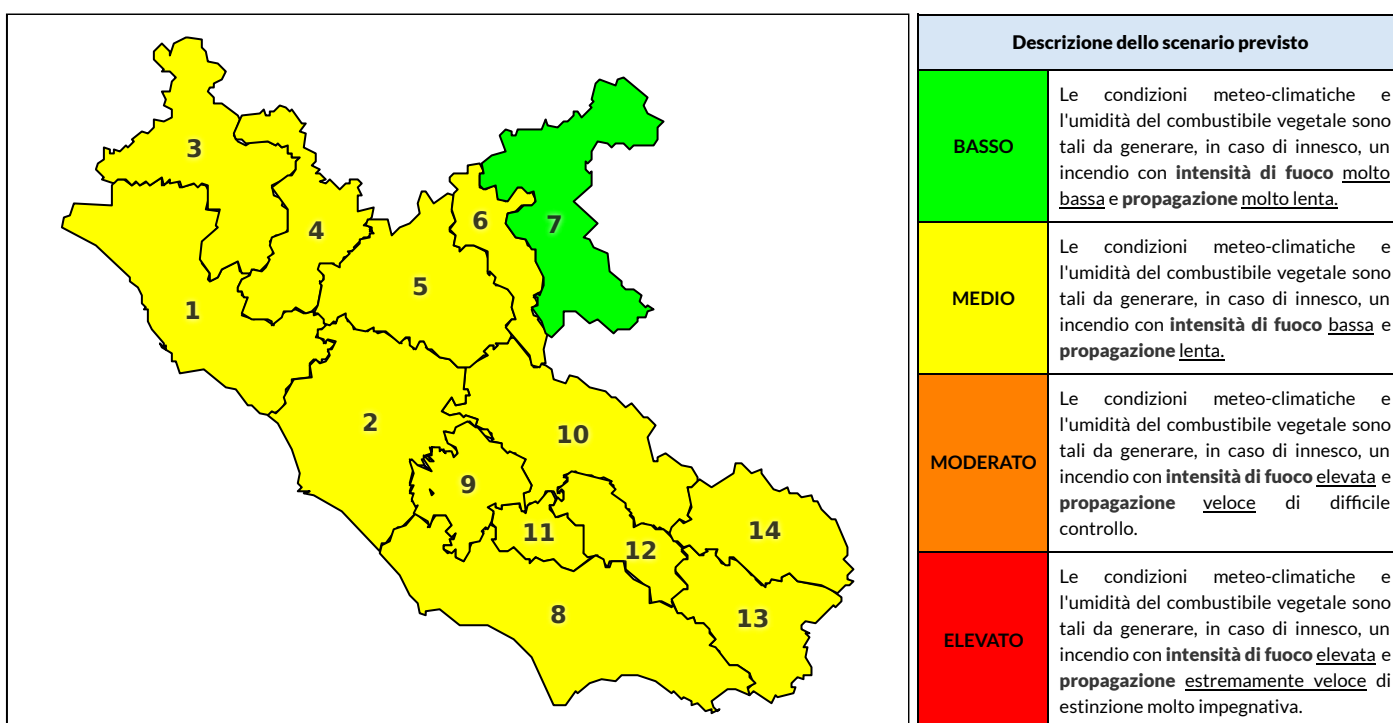 3
4
6
7
5
1
2
10
9
11
12
14
8
13
Descrizione dello scenario previsto
BASSO
Le condizioni meteo-climatiche e
l'umidità del combustibile vegetale sono
tali da generare, in caso di innesco, un
incendio con intensità di fuoco molto
bassa e propagazione molto lenta.
MEDIO
Le condizioni meteo-climatiche e
l'umidità del combustibile vegetale sono
tali da generare, in caso di innesco, un
incendio con intensità di fuoco bassa e
propagazione lenta.
MODERATO
Le condizioni meteo-climatiche e
l'umidità del combustibile vegetale sono
tali da generare, in caso di innesco, un
incendio con intensità di fuoco elevata e
propagazione veloce di difficile
controllo.
ELEVATO
Le condizioni meteo-climatiche e
l'umidità del combustibile vegetale sono
tali da generare, in caso di innesco, un
incendio con intensità di fuoco elevata e
propagazione estremamente veloce di
estinzione molto impegnativa.